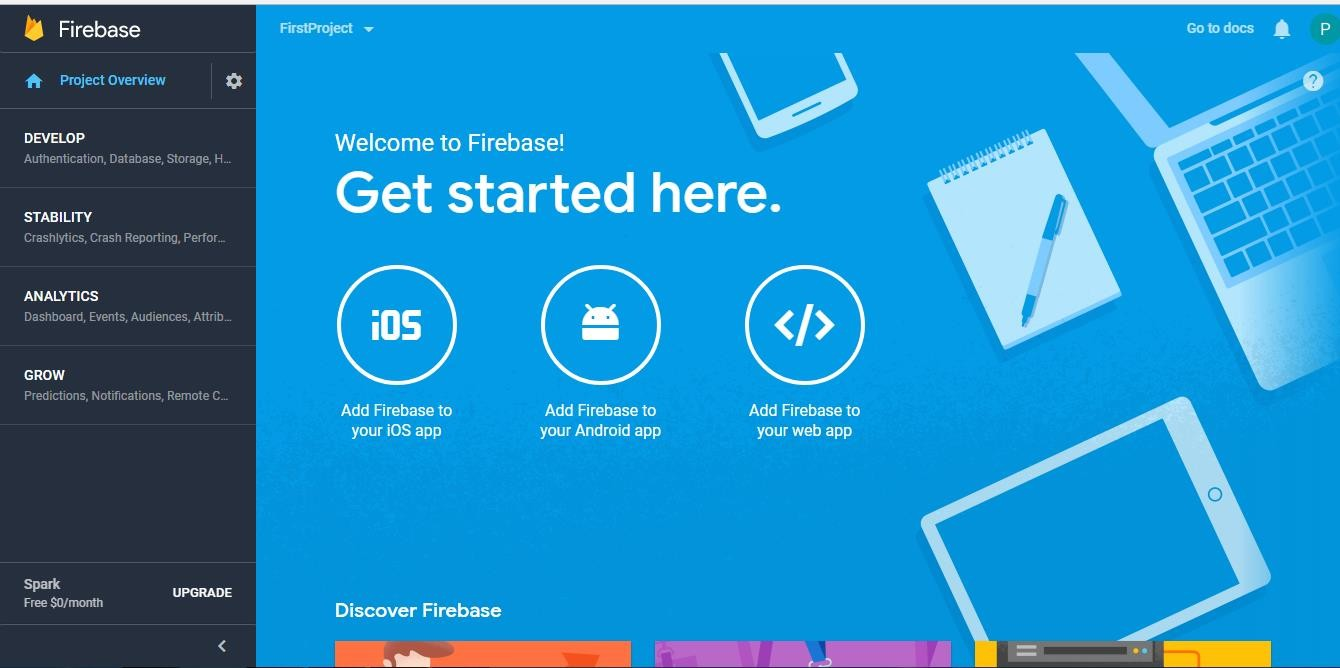 Firebase
FirstProject
Go to docs
P
Project Overview
?
DEVELOP
Authentication, Database, Storage, H...
STABILITY
Crashlytics, Crash Reporting, Perfor...
ANALYTICS
Dashboard, Events, Audiences, Attrib...
GROW
Predictions, Notifications, Remote C...
Spark
Free $0/month
UPGRADE
Welcome to Firebase!
Get started here.
iOS
</>
Add Firebase to
your iOS app
Add Firebase to
your Android app
Add Firebase to
your web app
Discover Firebase